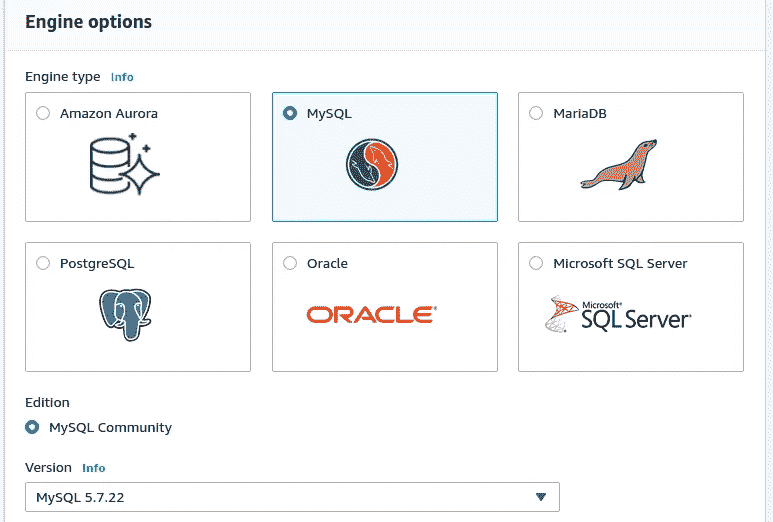 Engine options
Engine type Info
Amazon Aurora
MySQL
MariaDB
PostgreSQL
Oracle
Microsoft SQL Server
ORACLE®
Microsoft®
SQL Server®
Edition
MySQL Community
Version Info
MySQL 5.7.22